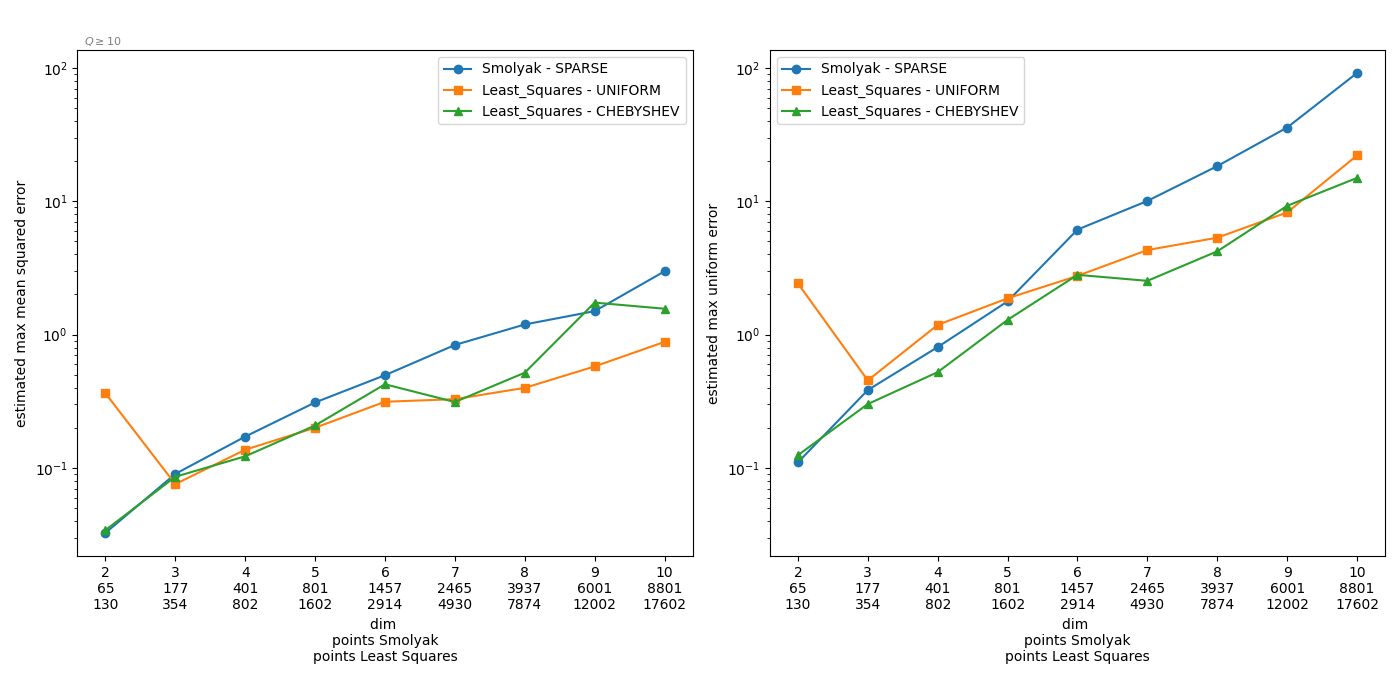 Q ≥ 10
estimated max mean squared error
10²
10¹
10⁰
10⁻¹
Smolyak - SPARSE
Least_Squares - UNIFORM
Least_Squares - CHEBYSHEV
2 3 4 5 6 7 8 9 10
65 177 401 801 1457 2465 3937 6001 8801
130 354 802 1602 2914 4930 7874 12002 17602
dim
points Smolyak
points Least Squares
estimated max uniform error
10²
10¹
10⁰
10⁻¹
Smolyak - SPARSE
Least_Squares - UNIFORM
Least_Squares - CHEBYSHEV
2 3 4 5 6 7 8 9 10
65 177 401 801 1457 2465 3937 6001 8801
130 354 802 1602 2914 4930 7874 12002 17602
dim
points Smolyak
points Least Squares